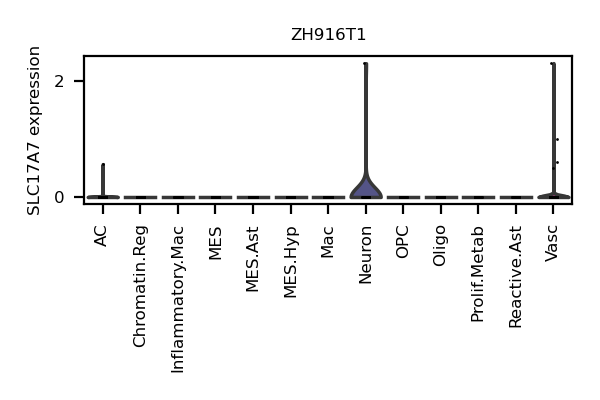 ZH916T1
SLC17A7 expression
2
0
AC
Chromatin.Reg
Inflammatory.Mac
MES
MES.Ast
MES.Hyp
Mac
Neuron
OPC
Oligo
Prolif.Metab
Reactive.Ast
Vasc